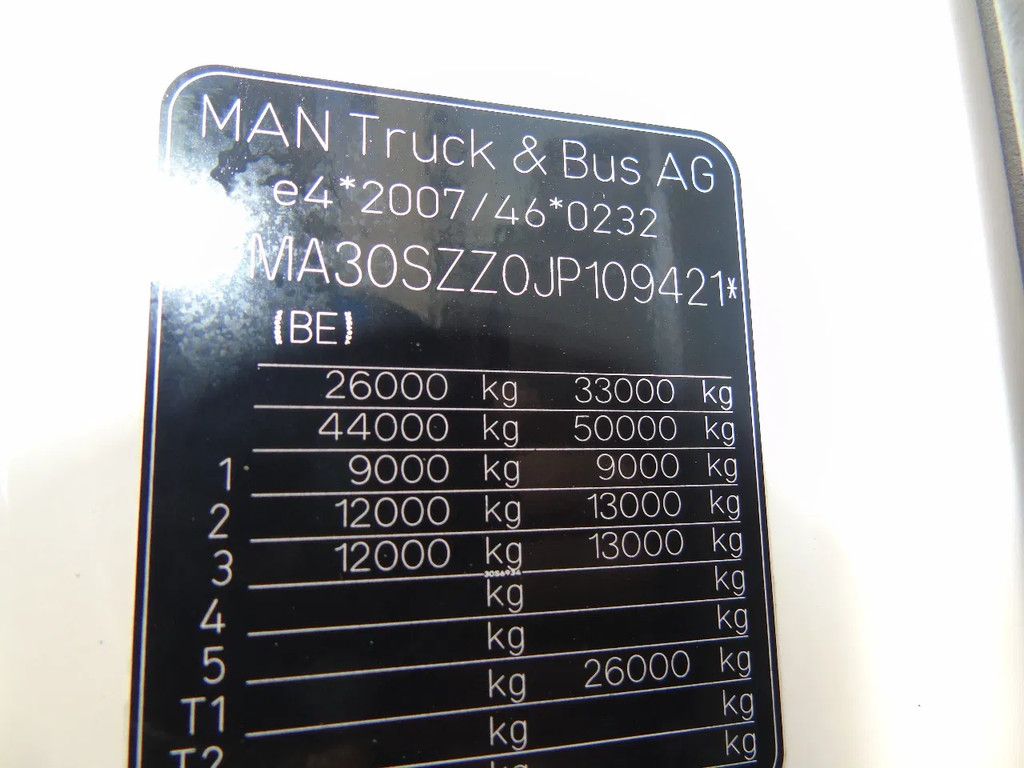 MAN Truck & Bus AG
e4*2007/46*0232
MA30SZZ0JP109421*
(BE)
26000 kg 33000 kg
44000 kg 50000 kg
1 9000 kg 9000 kg
2 12000 kg 13000 kg
3 12000 kg 13000 kg
4 kg kg
5 kg kg
T1 kg 26000 kg
T2 kg kg
kg kg